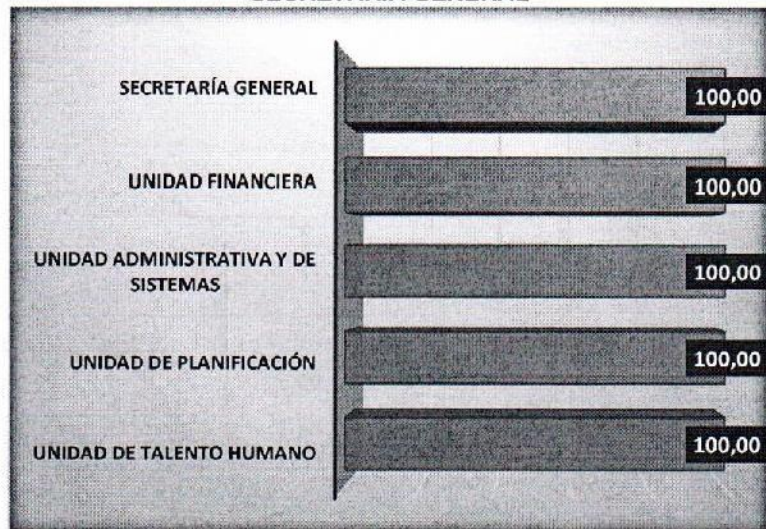 SECRETARÍA GENERAL
100,00
UNIDAD FINANCIERA
100,00
UNIDAD ADMINISTRATIVA Y DE
SISTEMAS
100,00
UNIDAD DE PLANIFICACIÓN
100,00
UNIDAD DE TALENTO HUMANO
100,00